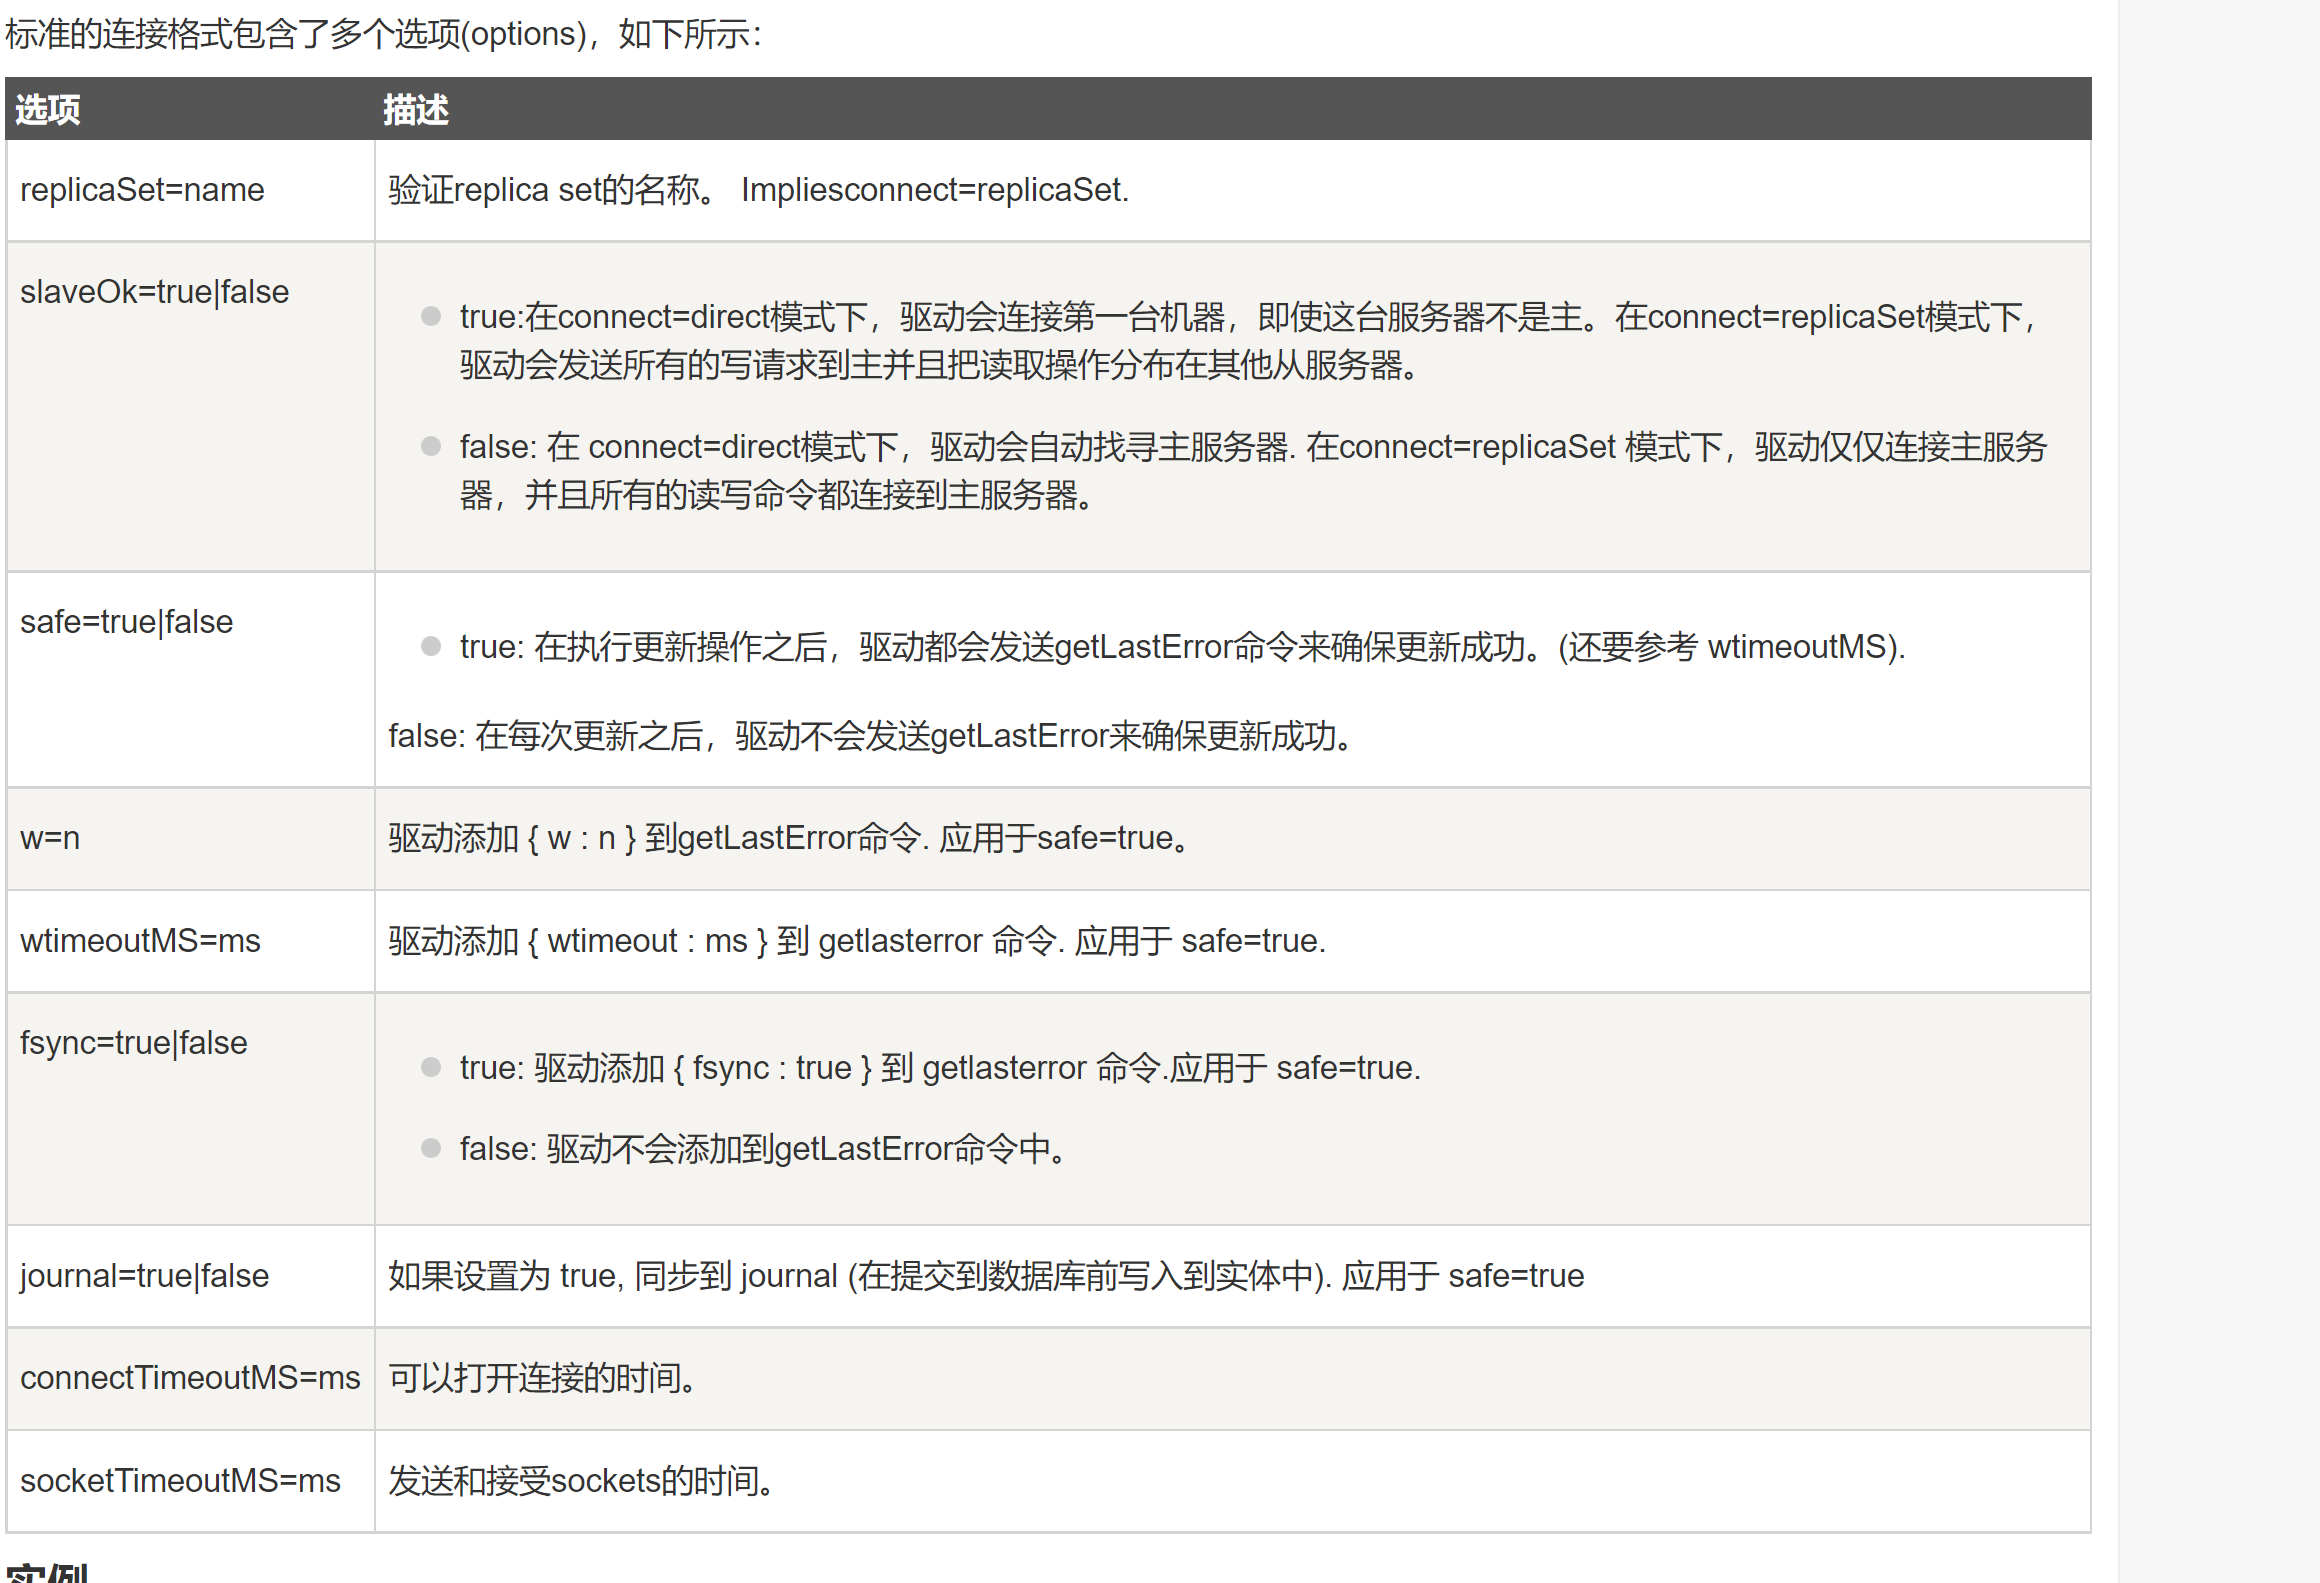 标准的连接格式包含了多个选项(options)，如下所示：
选项 描述
replicaSet=name 验证replica set的名称。 Impliesconnect=replicaSet.
slaveOk=true|false
true:在connect=direct模式下，驱动会连接第一台机器，即使这台服务器不是主。在connect=replicaSet模式下，
驱动会发送所有的写请求到主并且把读取操作分布在其他从服务器。
false: 在 connect=direct模式下，驱动会自动找寻主服务器. 在connect=replicaSet 模式下，驱动仅仅连接主服务
器，并且所有的读写命令都连接到主服务器。
safe=true|false
true: 在执行更新操作之后，驱动都会发送getLastError命令来确保更新成功。(还要参考 wtimeoutMS).
false: 在每次更新之后，驱动不会发送getLastError来确保更新成功。
w=n 驱动添加 { w : n } 到getLastError命令. 应用于safe=true。
wtimeoutMS=ms 驱动添加 { wtimeout : ms } 到 getlasterror 命令. 应用于 safe=true.
fsync=true|false
true: 驱动添加 { fsync : true } 到 getlasterror 命令.应用于 safe=true.
false: 驱动不会添加到getLastError命令中。
journal=true|false 如果设置为 true, 同步到 journal (在提交到数据库前写入到实体中). 应用于 safe=true
connectTimeoutMS=ms 可以打开连接的时间。
socketTimeoutMS=ms 发送和接受sockets的时间。
实例